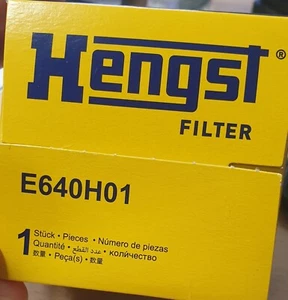 Hengst®
FILTER
E640H01
1 Stück • Pieces • Número de piezas
Quantité • عدد القطع • количество
数量 • Peça(s) • 数量